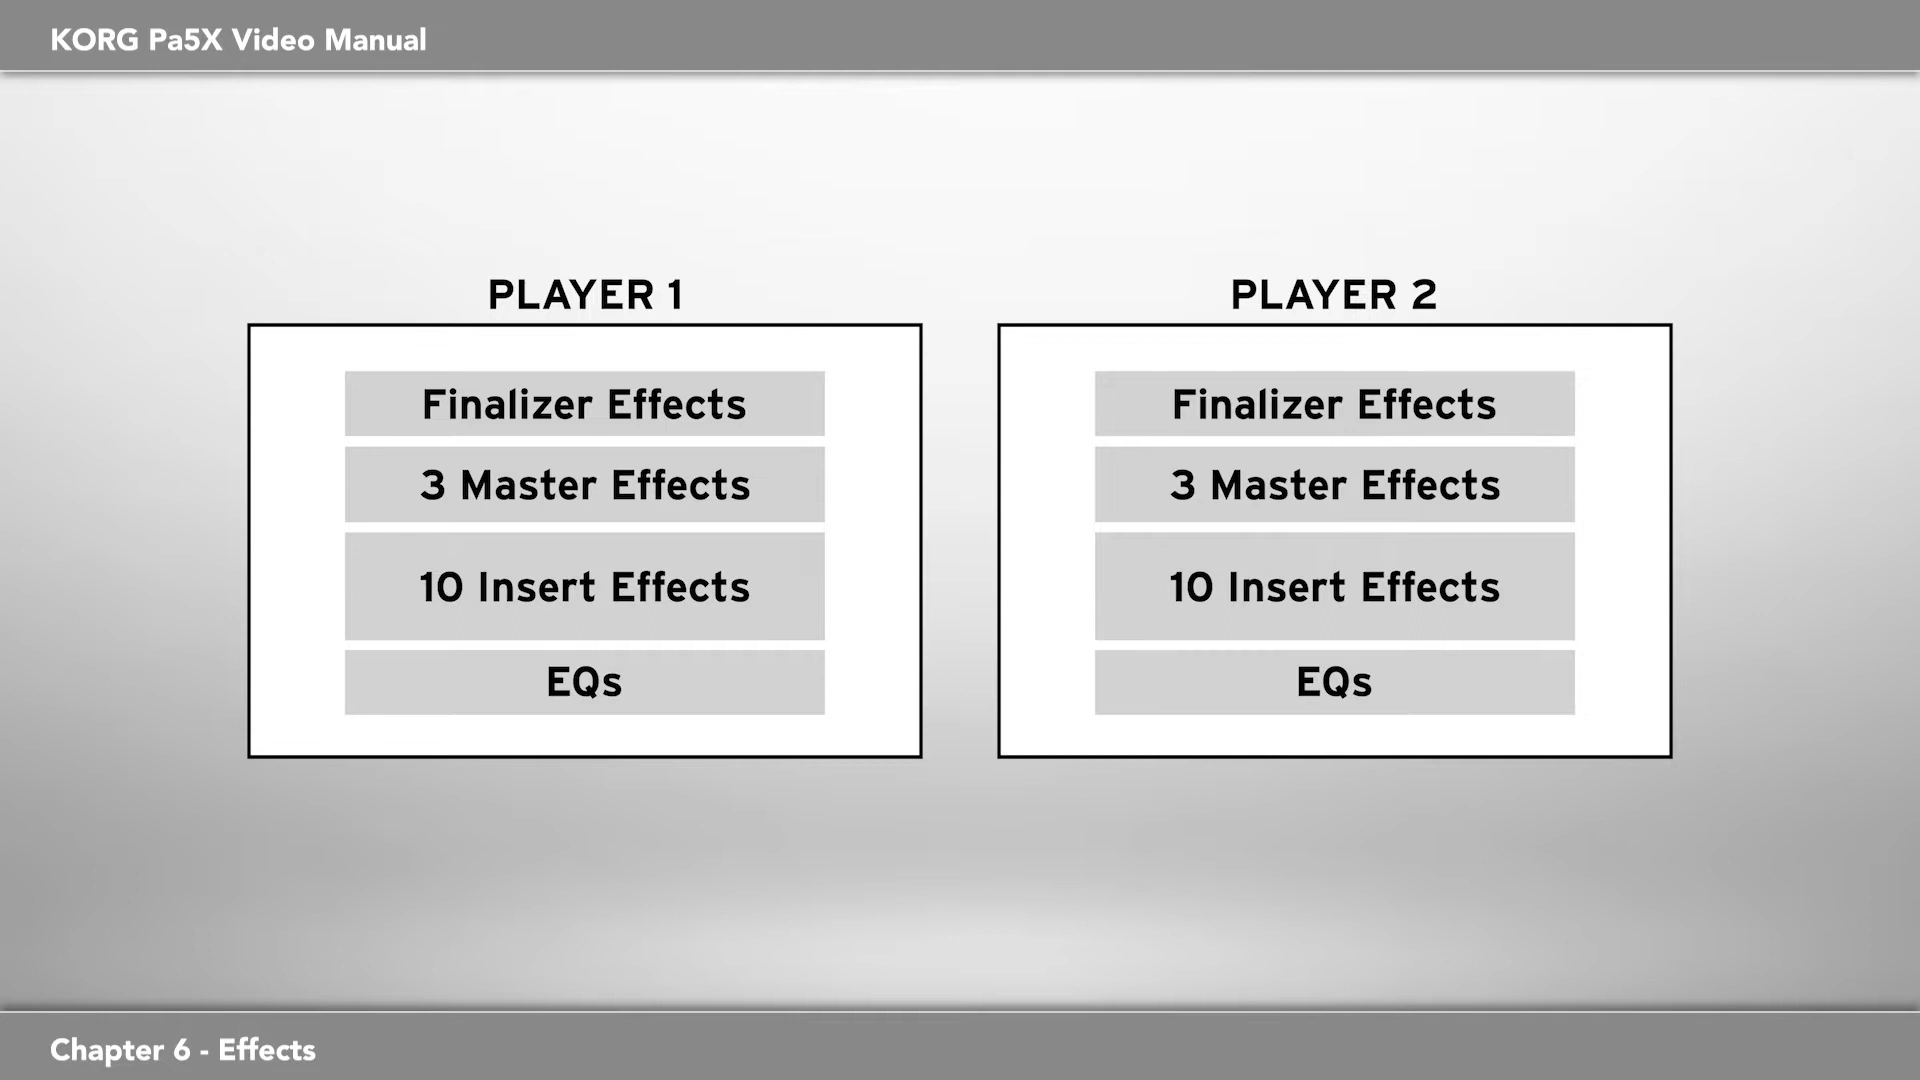 KORG Pa5X Video Manual
PLAYER 1
Finalizer Effects
3 Master Effects
10 Insert Effects
EQs
PLAYER 2
Finalizer Effects
3 Master Effects
10 Insert Effects
EQs
Chapter 6 - Effects